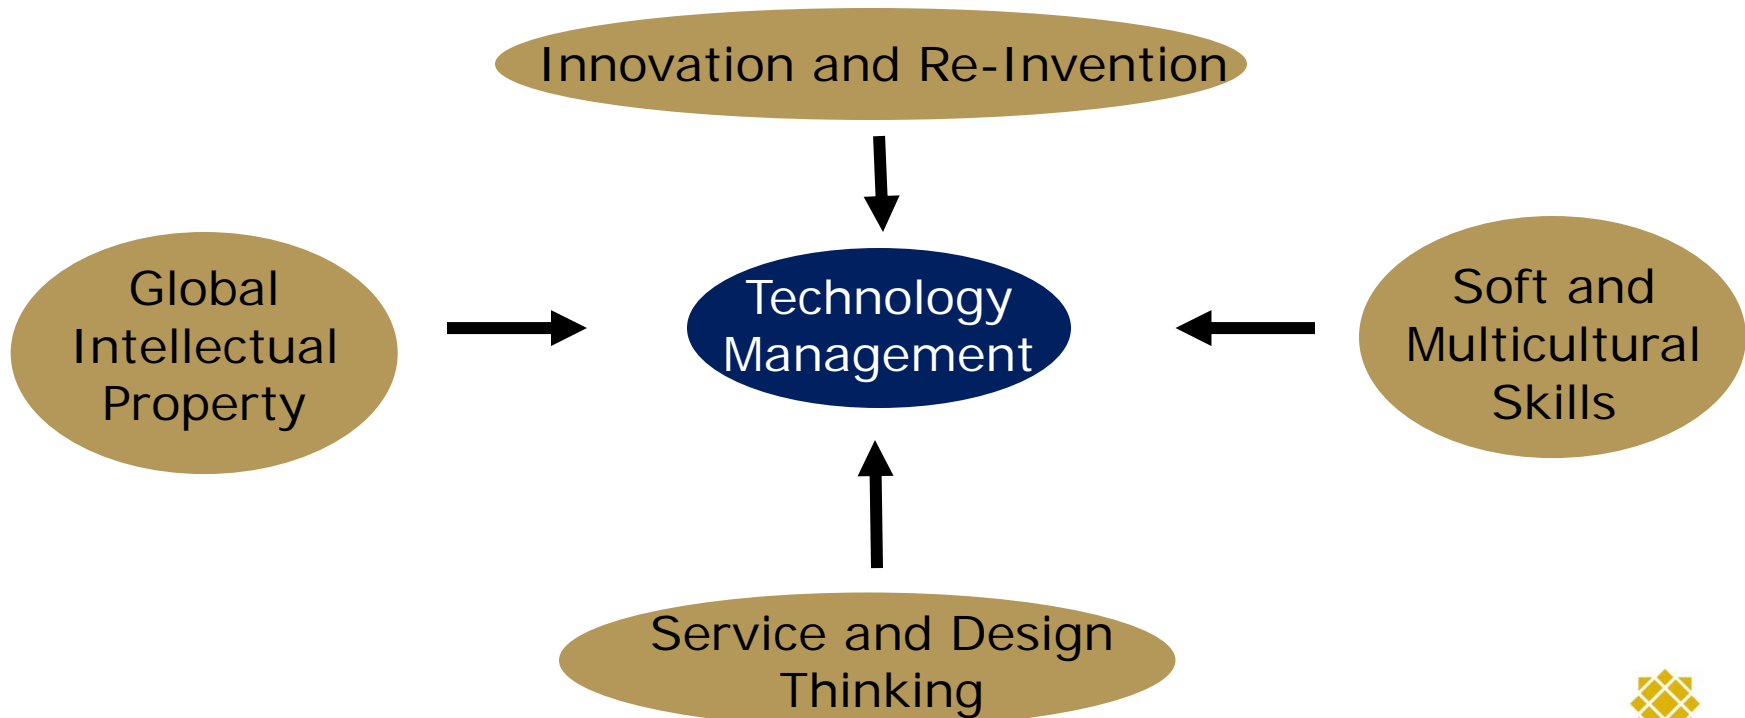 Innovation and Re-Invention
Global
Intellectual
Property
Technology
Management
Soft and
Multicultural
Skills
Service and Design
Thinking